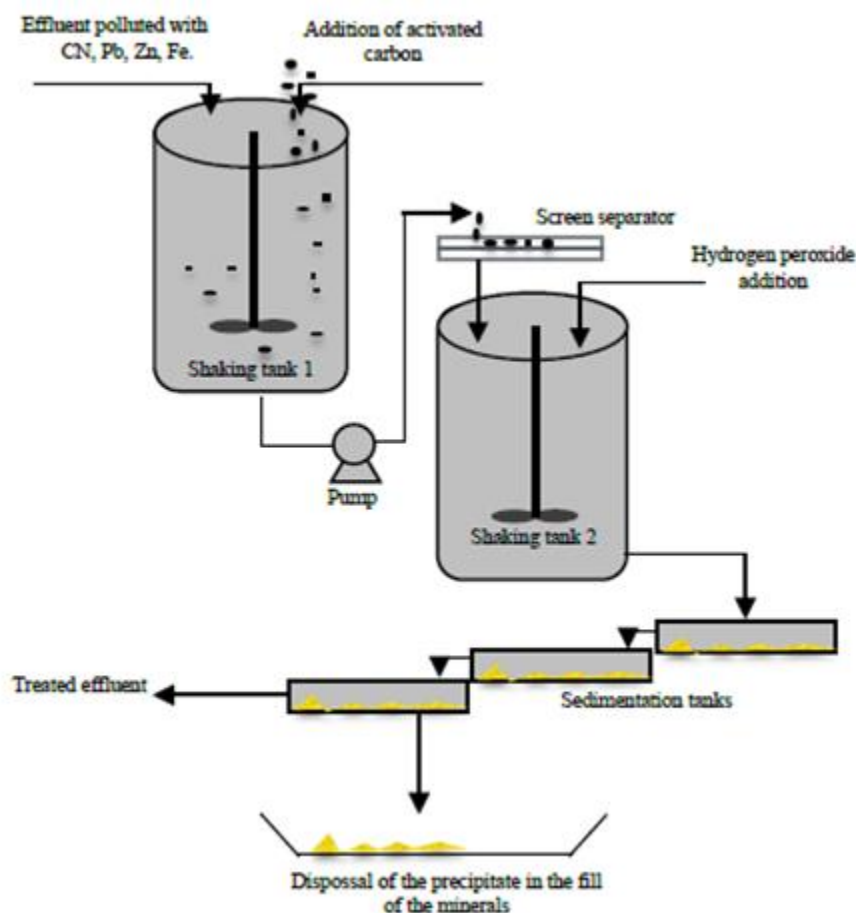 Effluent polluted with
CN, Pb, Zn, Fe.
Addition of activated
carbon
Screen separator
Hydrogen peroxide
addition
Shaking tank 1
Pump
Shaking tank 2
Treated effluent
Sedimentation tanks
Dispossal of the precipitate in the fill
of the minerals